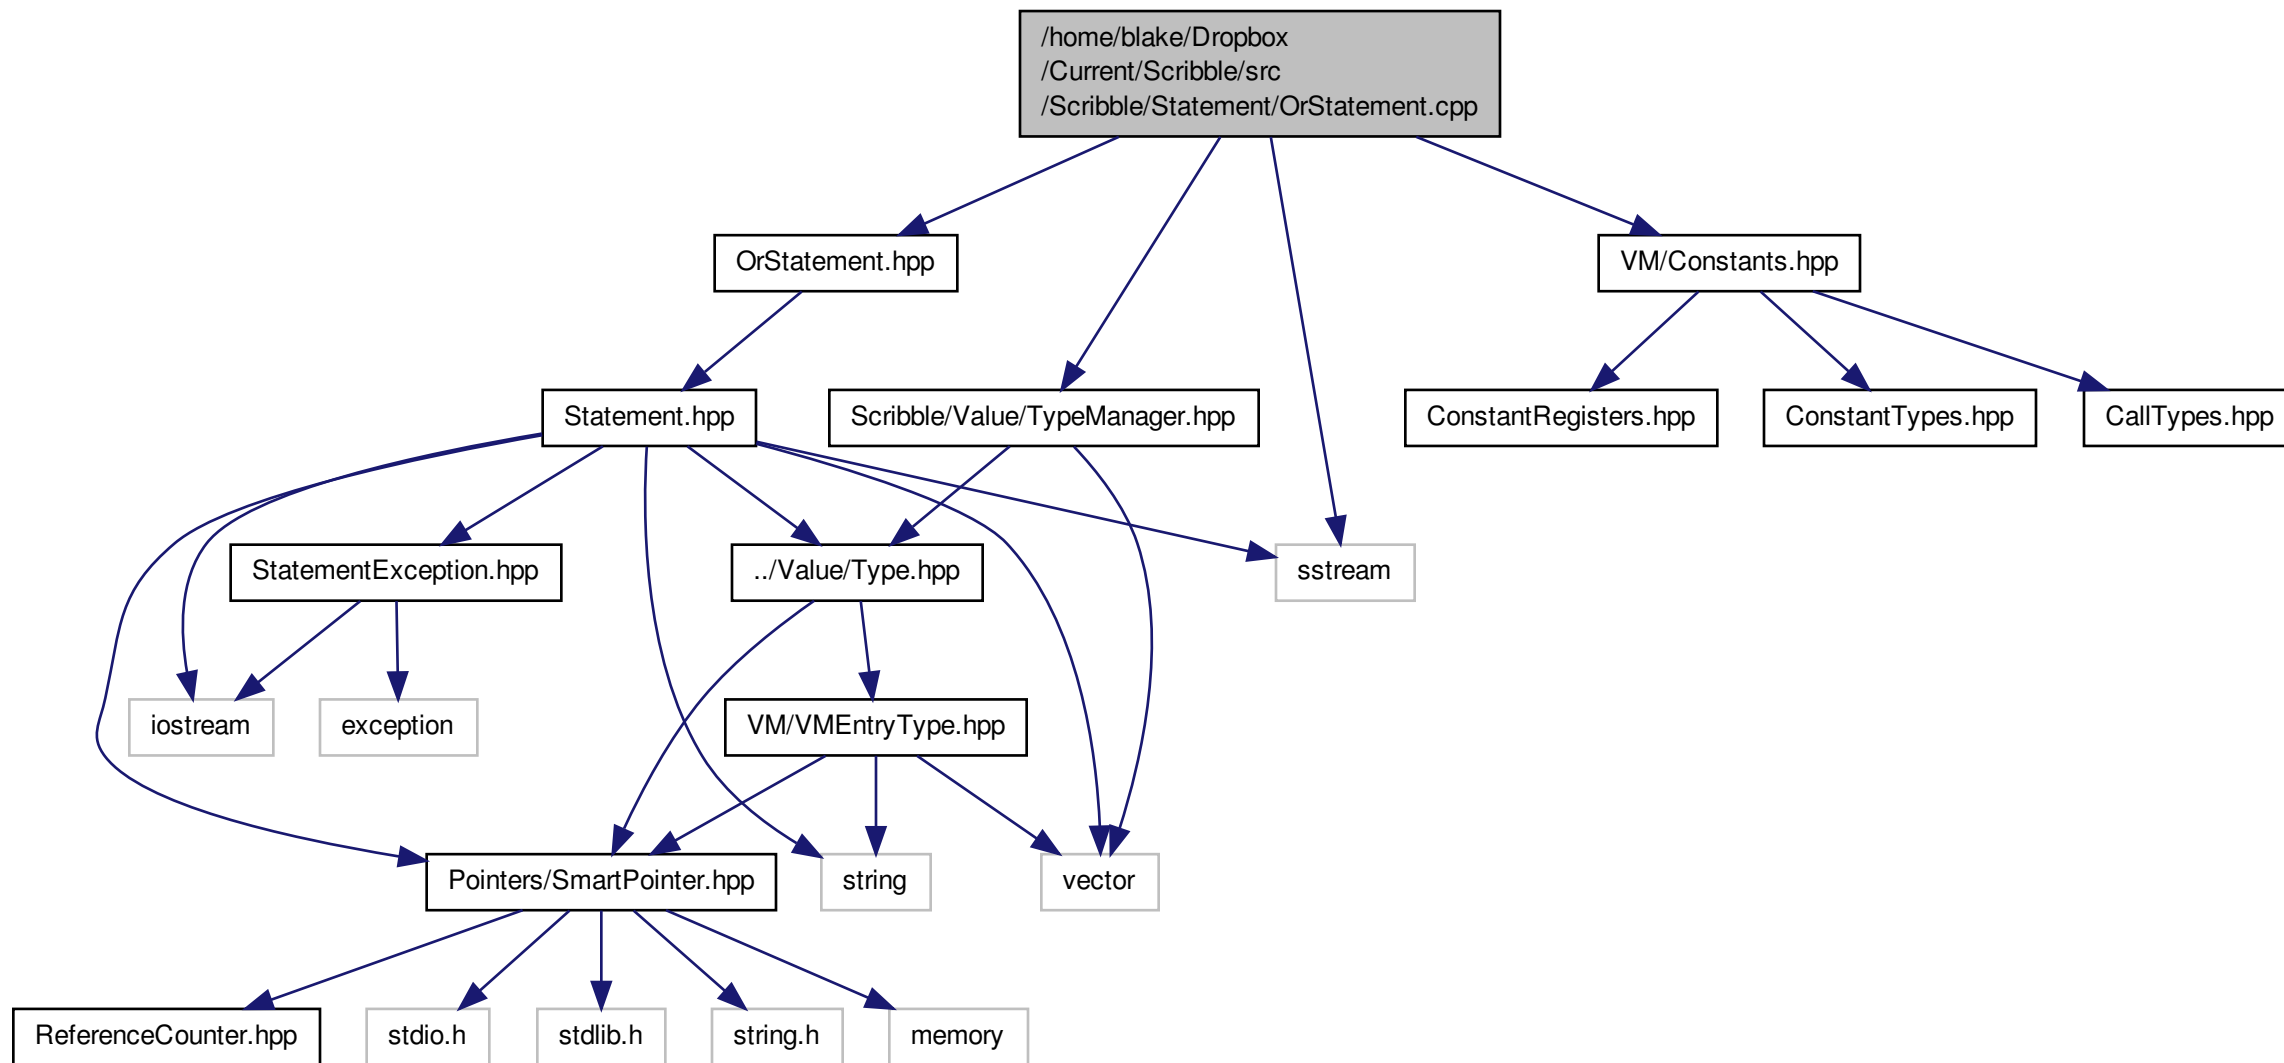 /home/blake/Dropbox
/Current/Scribble/src
/Scribble/Statement/OrStatement.cpp
OrStatement.hpp
VM/Constants.hpp
Statement.hpp
Scribble/Value/TypeManager.hpp
ConstantRegisters.hpp
ConstantTypes.hpp
CallTypes.hpp
StatementException.hpp
../Value/Type.hpp
sstream
iostream
exception
VM/VMEntryType.hpp
Pointers/SmartPointer.hpp
string
vector
ReferenceCounter.hpp
stdio.h
stdlib.h
string.h
memory